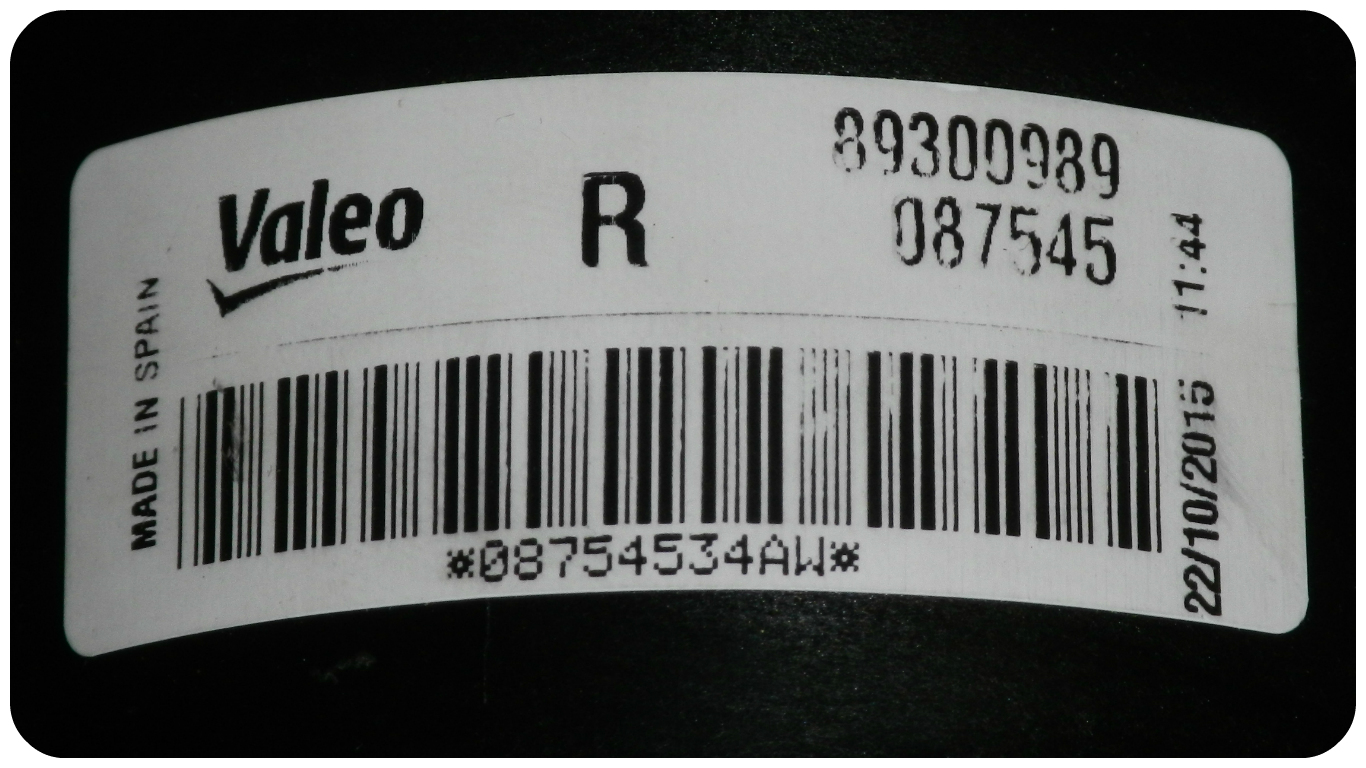 Valeo
R
89300989
087545
MADE IN SPAIN
*08754534AW*
22/10/2015 11:44